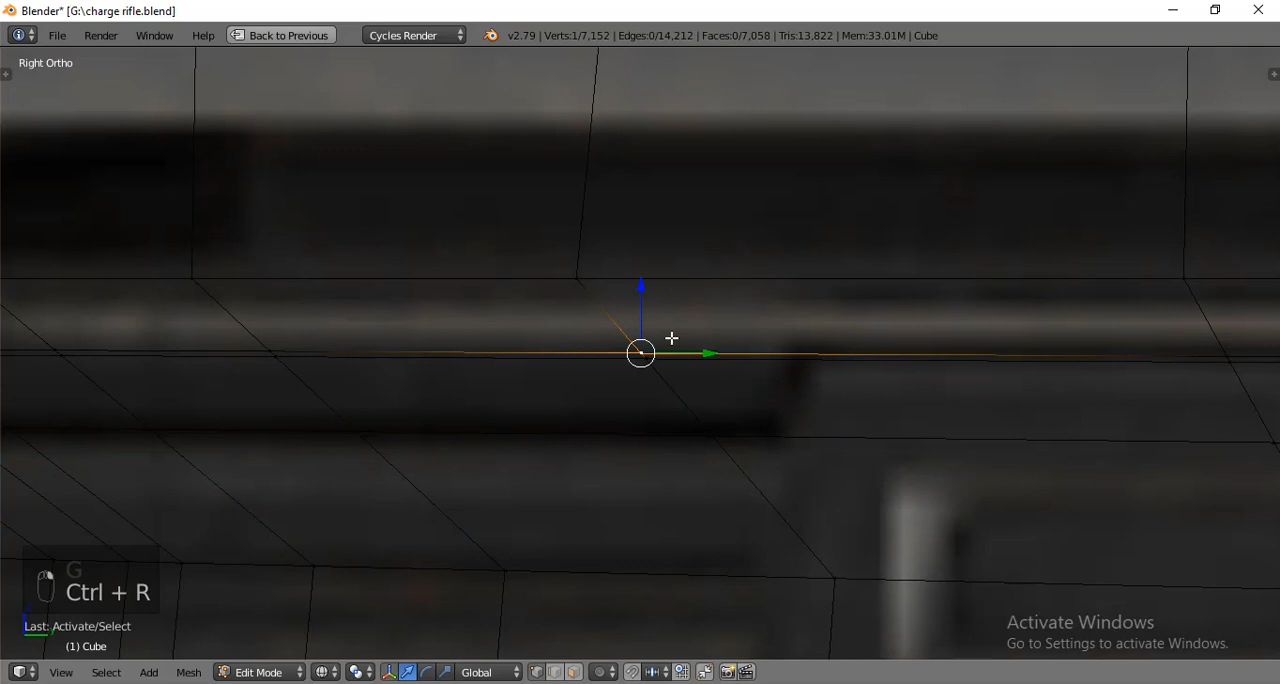 Blender* [G:\charge rifle.blend]
File Render Window Help Back to Previous Cycles Render v2.79 | Verts:1/7,152 | Edges:0/14,212 | Faces:0/7,058 | Tris:13,822 | Mem:33.01M | Cube
Right Ortho
G
Ctrl + R
Last: Activate/Select
(1) Cube
Activate Windows
Go to Settings to activate Windows.
View Select Add Mesh Edit Mode Global